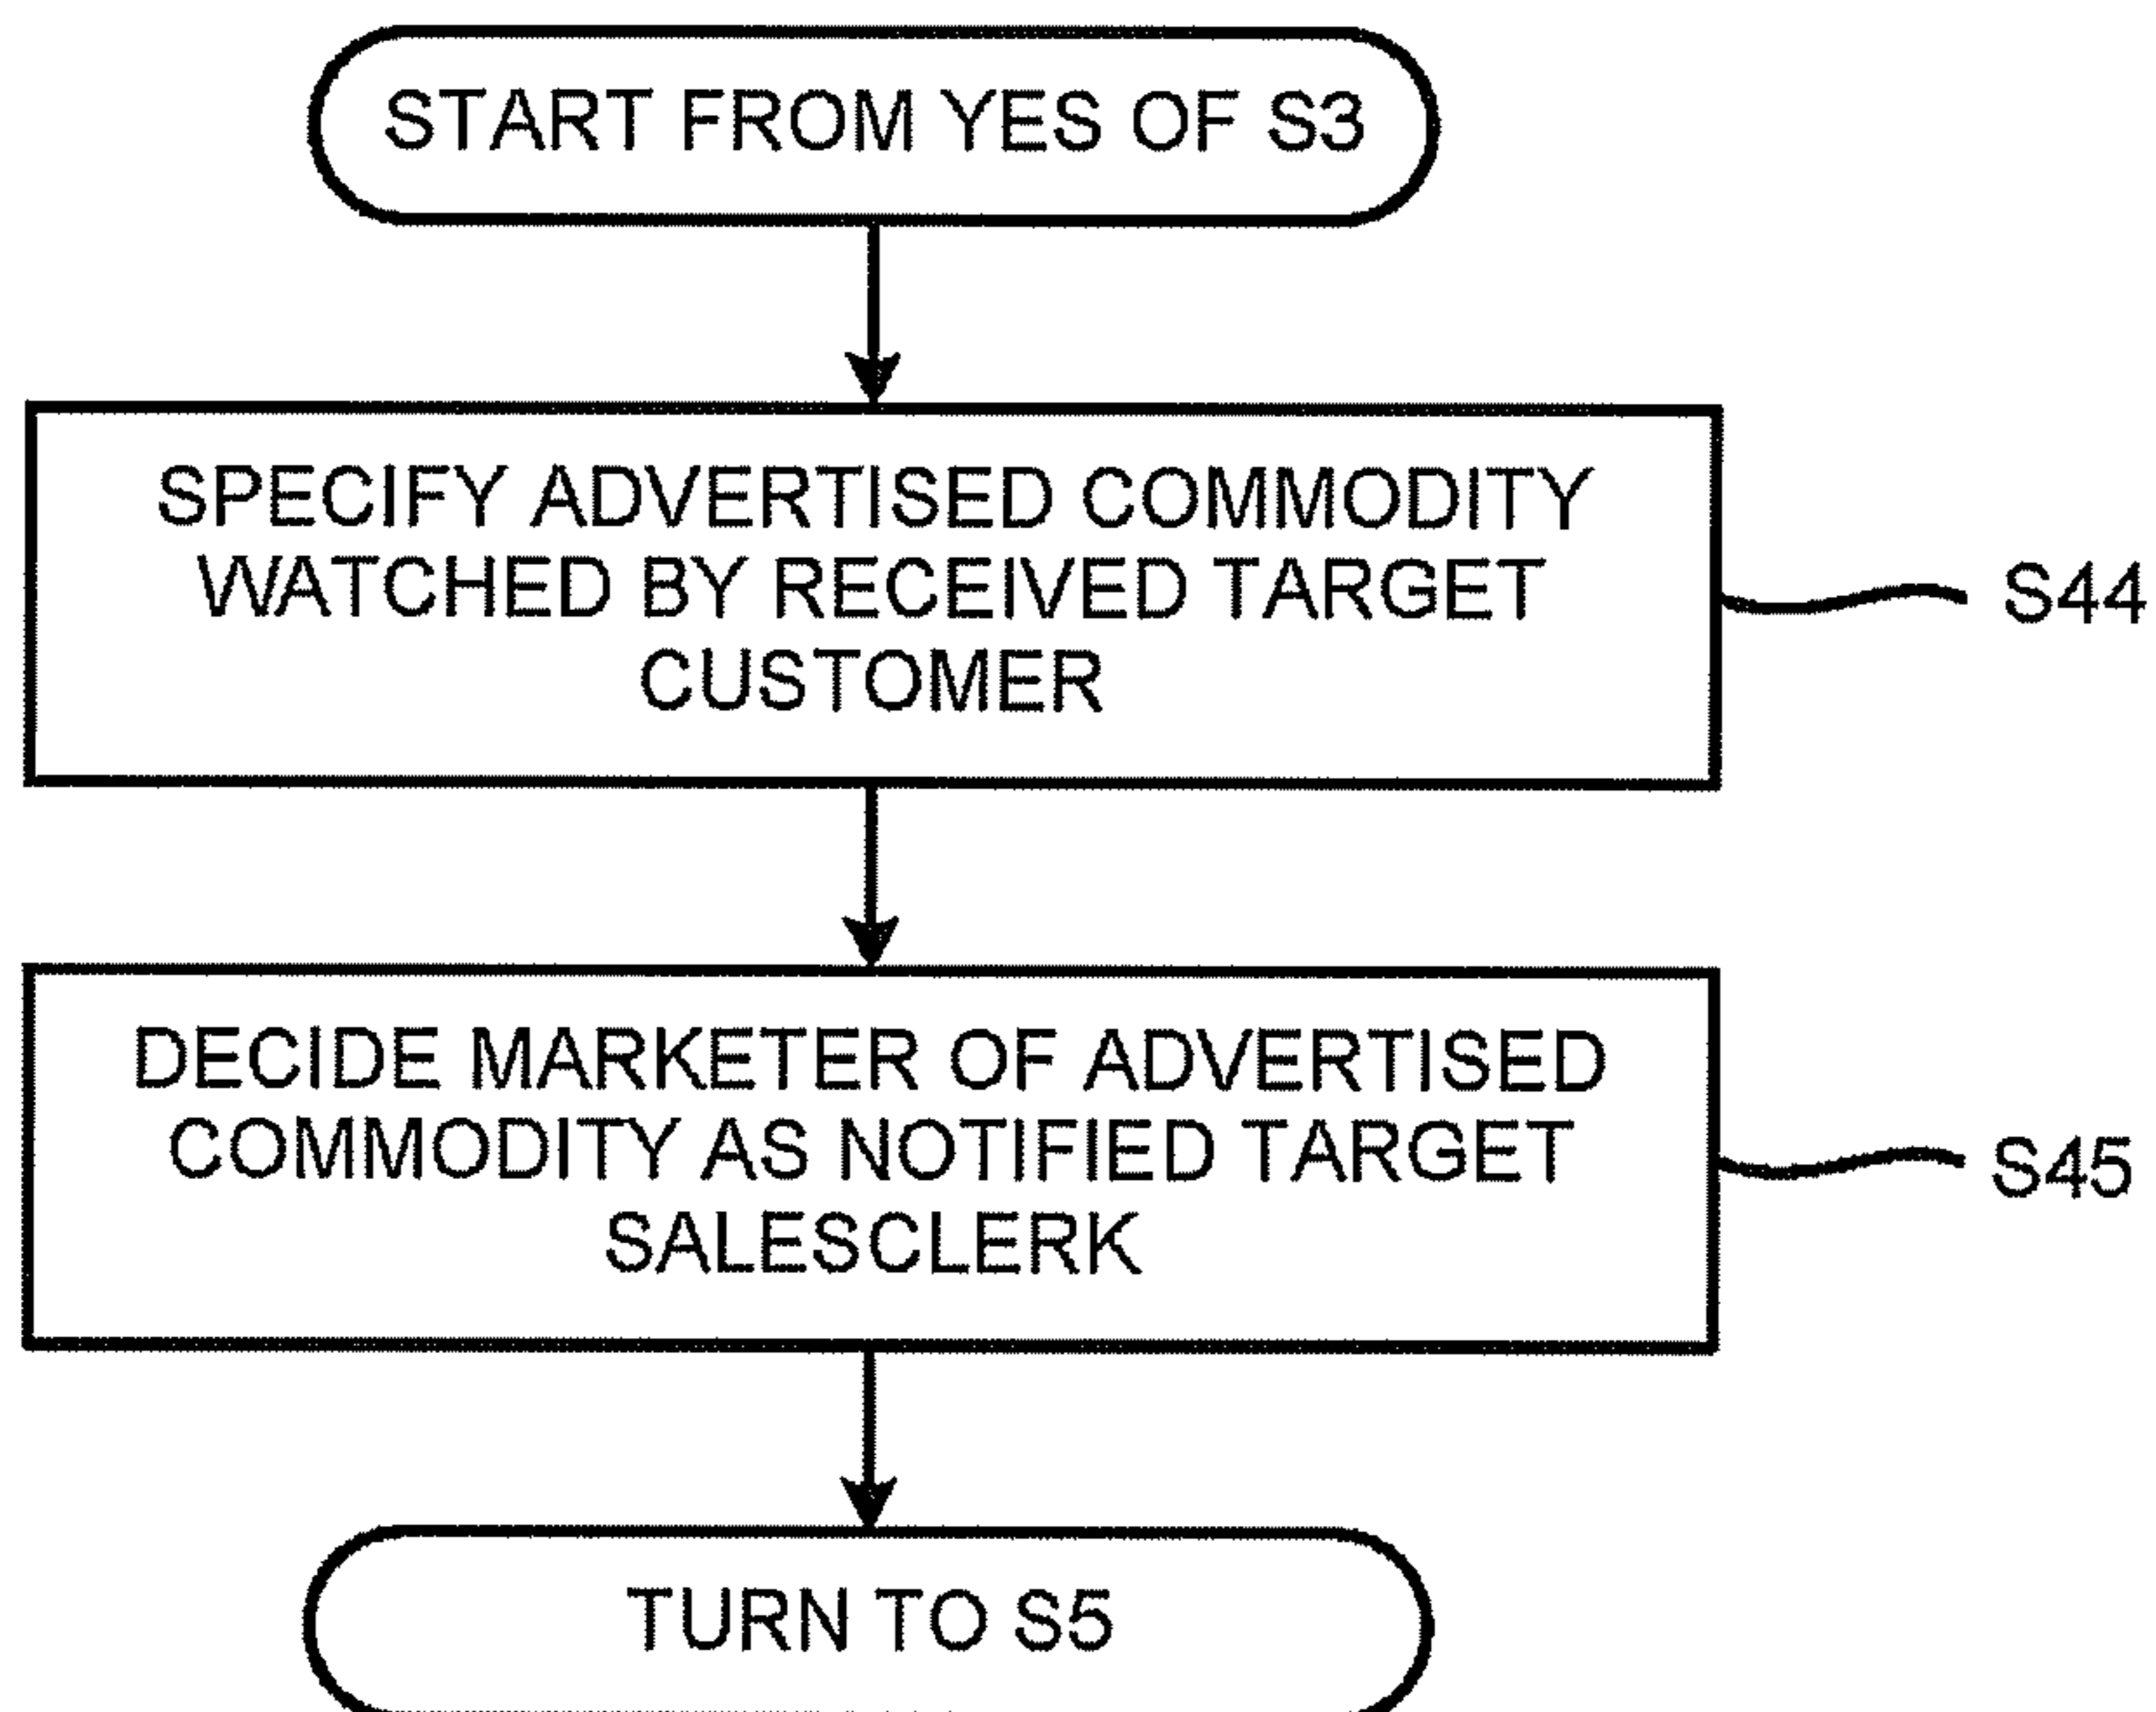 START FROM YES OF S3
SPECIFY ADVERTISED COMMODITY
WATCHED BY RECEIVED TARGET
CUSTOMER
S44
DECIDE MARKETER OF ADVERTISED
COMMODITY AS NOTIFIED TARGET
SALESCLERK
S45
TURN TO S5